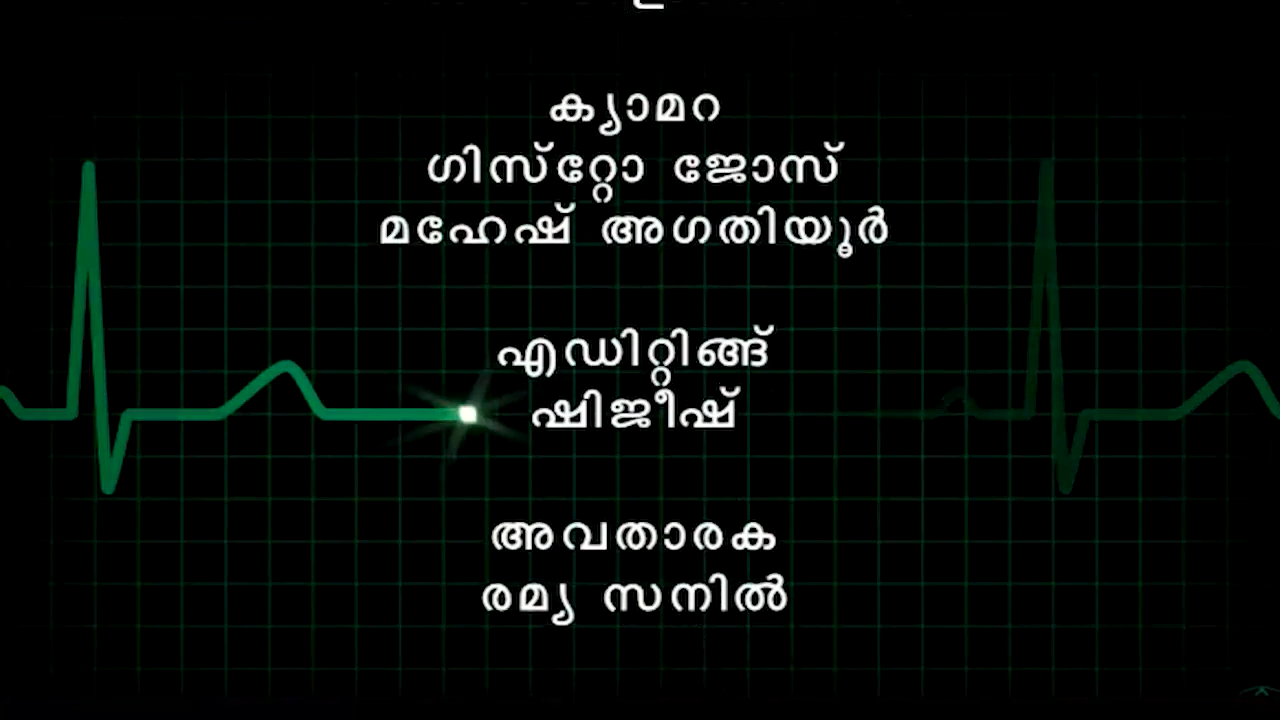 ക്യാമറ
ഗിസ്റ്റോ ജോസ്
മഹേഷ് അഗതിയൂർ
എഡിറ്റിങ്ങ്
ഷിജീഷ്
അവതാരക
രമ്യ സനിൽ